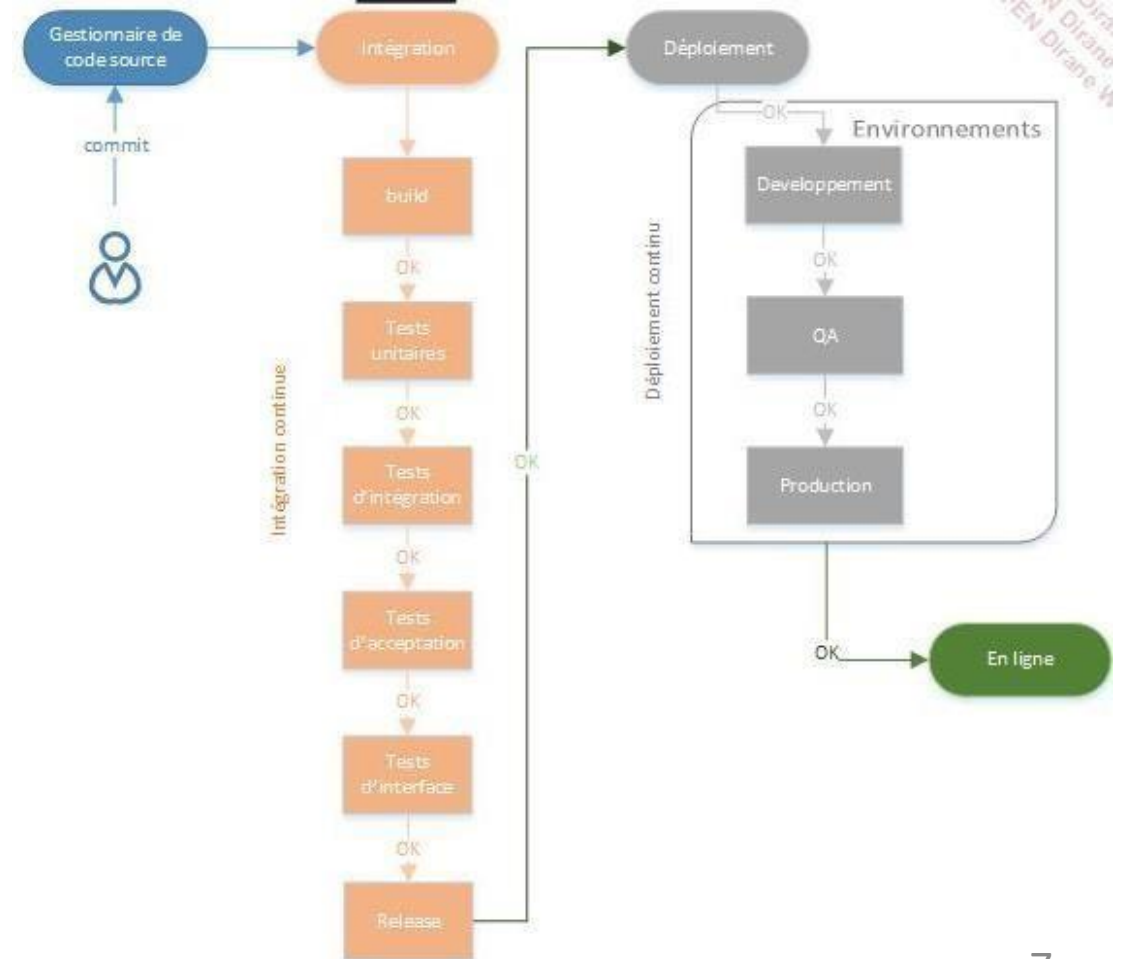 Gestionnaire de
code source
commit
Intégration
build
OK
Tests
unitaires
OK
Tests
d'intégration
OK
Tests
d'acceptation
OK
Tests
d'interface
OK
Release
Intégration continue
OK
Déploiement
OK
Environnements
Developpement
OK
QA
OK
Production
Déploiement continu
OK
En ligne